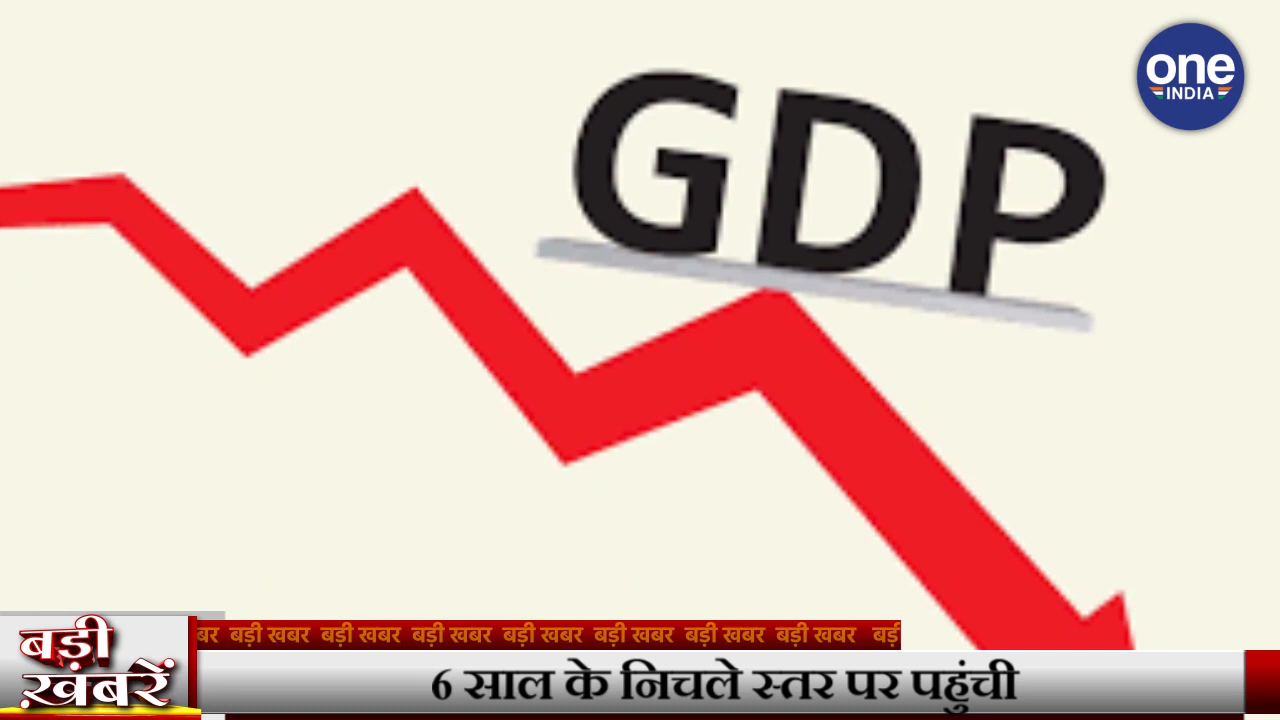 GDP
one
INDIA
बड़ी खबर बड़ी खबर बड़ी खबर बड़ी खबर बड़ी खबर बड़ी खबर बड़ी खबर
बड़ी
ख़बरें
6 साल के निचले स्तर पर पहुंची